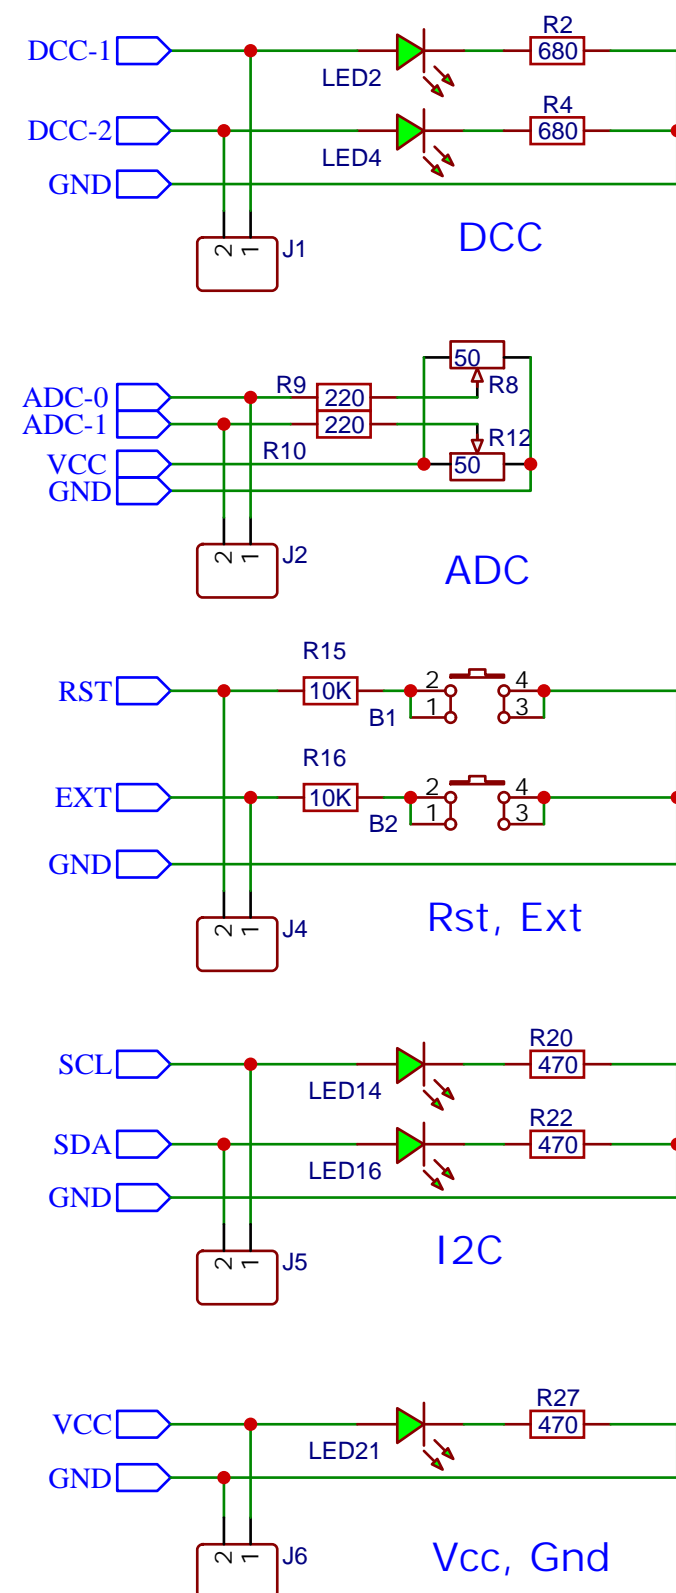 R2
DCC-1 680
LED2
R4
DCC-2 680
LED4
GND
DCC
2 1 J1
50
R9 R8
ADC-0 220
ADC-1 220 R12
R10
VCC 50
GND
2 1 J2
ADC
R15
RST 10K 2 4
B1 1 3
R16
EXT 10K 2 4
B2 1 3
GND
Rst, Ext
2 1 J4
R20
SCL 470
LED14
R22
SDA 470
LED16
GND
I2C
2 1 J5
R27
VCC 470
LED21
GND
Vcc, Gnd
2 1 J6